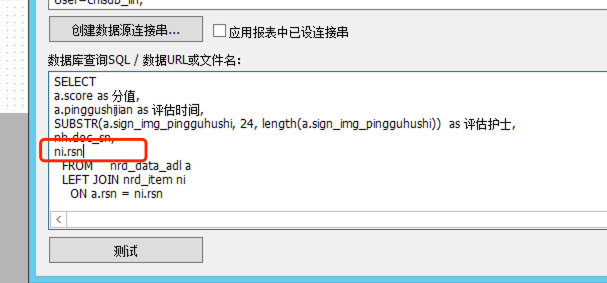 User=chisub_lin;
创建数据源连接串...
应用报表中已设连接串
数据库查询SQL / 数据URL或文件名：
SELECT
a.score as 分值,
a.pinggushijian as 评估时间,
SUBSTR(a.sign_img_pingguhushi, 24, length(a.sign_img_pingguhushi)) as 评估护士,
nh.doc_sn,
ni.rsn
FROM nrd_data_adl a
LEFT JOIN nrd_item ni
ON a.rsn = ni.rsn
测试